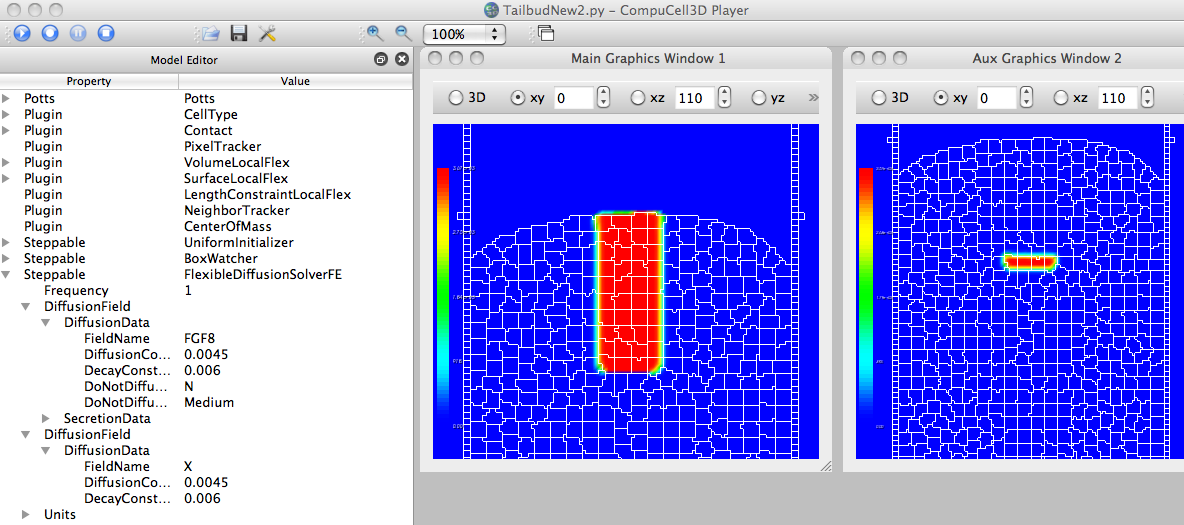 TailbudNew2.py – CompuCell3D Player
100%
Model Editor
Property Value
Potts Potts
Plugin CellType
Plugin Contact
Plugin PixelTracker
Plugin VolumeLocalFlex
Plugin SurfaceLocalFlex
Plugin LengthConstraintLocalFlex
Plugin NeighborTracker
Plugin CenterOfMass
Steppable UniformInitializer
Steppable BoxWatcher
Steppable FlexibleDiffusionSolverFE
Frequency 1
DiffusionField
DiffusionData
FieldName FGF8
DiffusionCo... 0.0045
DecayConst... 0.006
DoNotDiffu... N
DoNotDiffu... Medium
SecretionData
DiffusionField
DiffusionData
FieldName X
DiffusionCo... 0.0045
DecayConst... 0.006
Units
Main Graphics Window 1
3D xy 0 xz 110 yz »
Aux Graphics Window 2
3D xy 0 xz 110